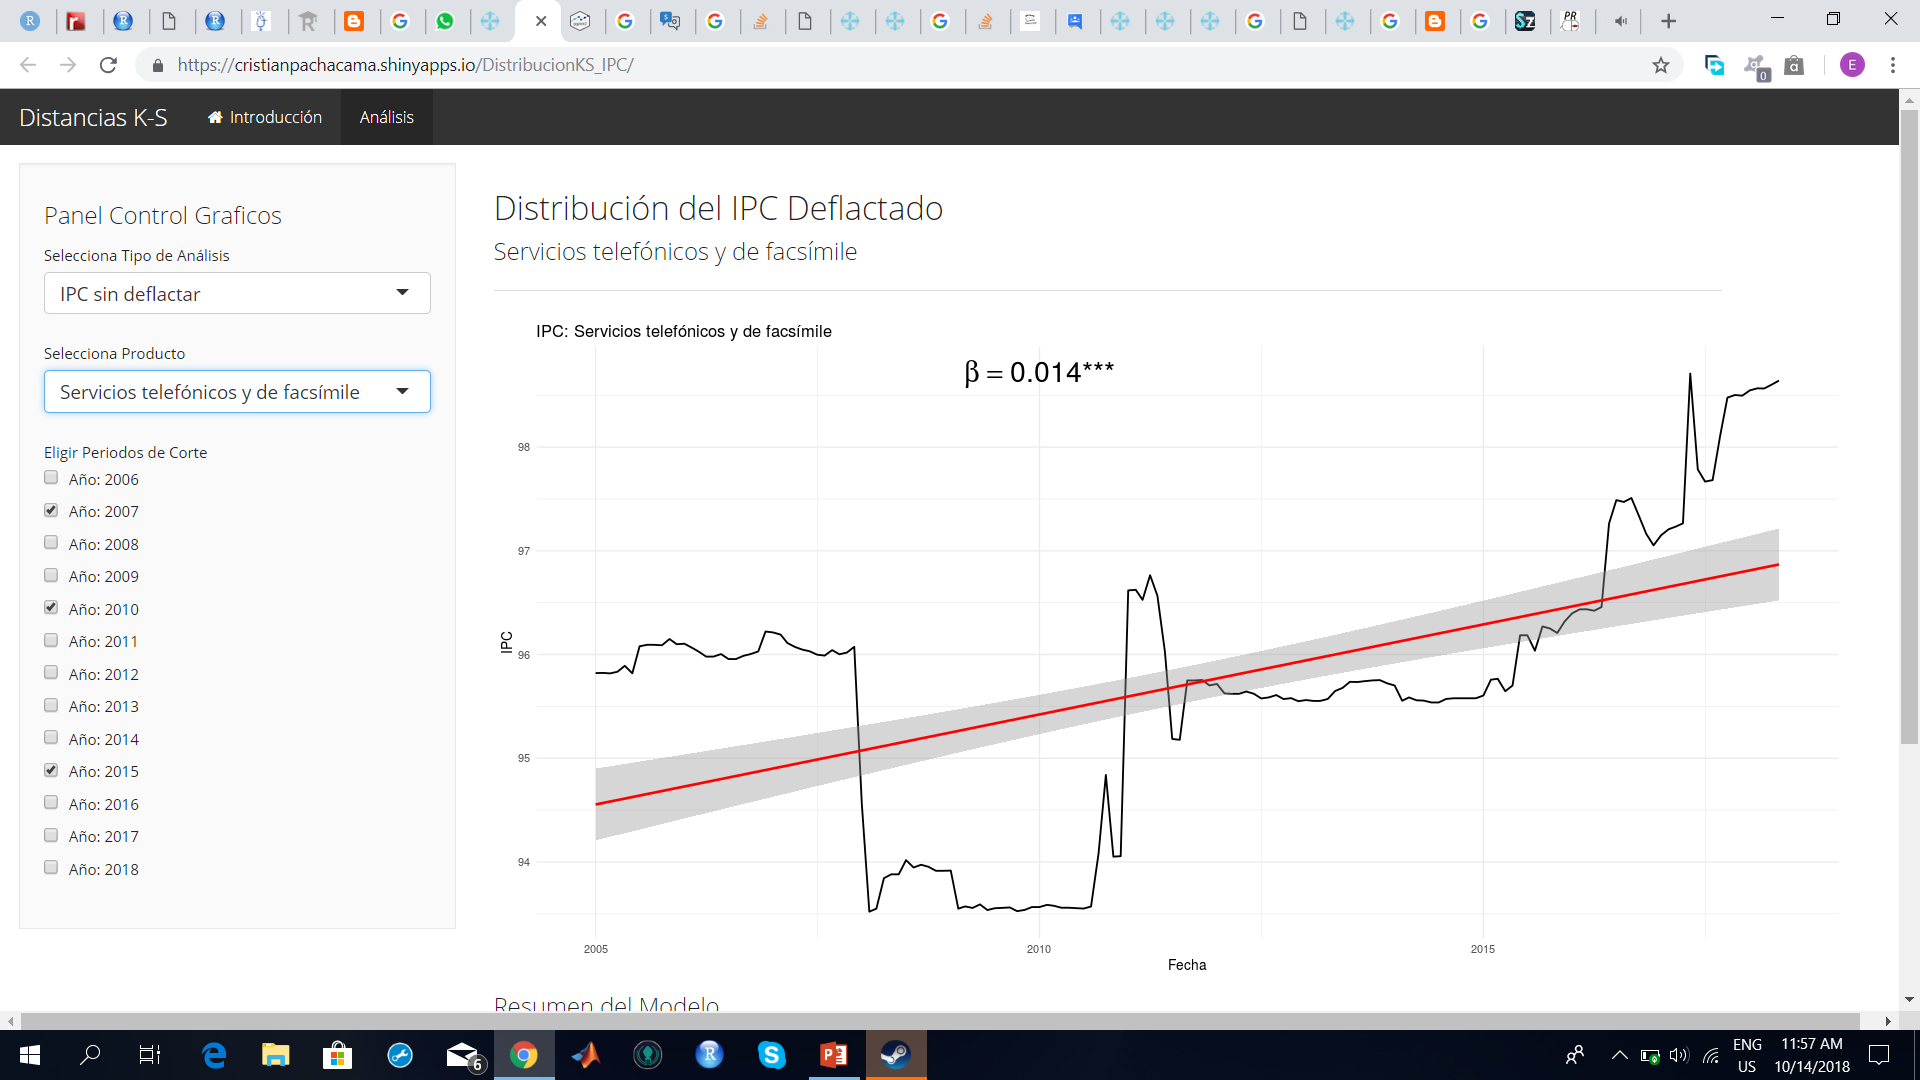 https://cristianpachacama.shinyapps.io/DistribucionKS_IPC/
0
E
Distancias K-S
Introducción
Análisis
Panel Control Graficos
Selecciona Tipo de Análisis
IPC sin deflactar
Selecciona Producto
Servicios telefónicos y de facsímile
Eligir Periodos de Corte
Año: 2006
Año: 2007
Año: 2008
Año: 2009
Año: 2010
Año: 2011
Año: 2012
Año: 2013
Año: 2014
Año: 2015
Año: 2016
Año: 2017
Año: 2018
Distribución del IPC Deflactado
Servicios telefónicos y de facsímile
IPC: Servicios telefónicos y de facsímile
β = 0.014***
98
97
96
95
94
IPC
2005
2010
2015
Fecha
Resumen del Modelo
6
ENG
US
11:57 AM
10/14/2018